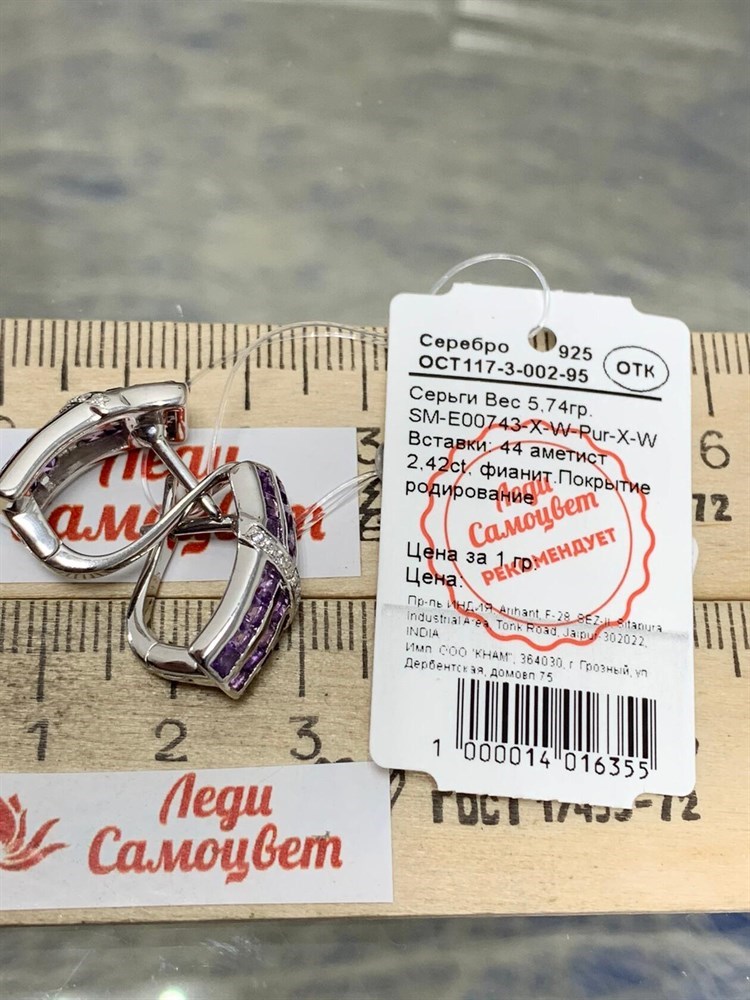 Серебро 925
ОСТ117-3-002-95
ОТК
Серьги Вес 5,74гр.
SM-E00743-X-W-Pur-X-W
Вставки: 44 аметист
2,42ct. фианит.Покрытие
родирование
Леди
Самоцвет
РЕКОМЕНДУЕТ
Цена за 1 гр.
Цена:
Пр-ль ИНДИЯ, Arihant, F-28, SEZ-II, Sitapura
Industrial Area, Tonk Road, Jaipur-302022,
INDIA
Имп. ООО "КНАМ", 364030, г. Грозный, ул
Дербентская, домовл 75
1 000014 016355
Леди
Самоцвет
3
6
72
1 2 3
ГОСТ 17435-72
Леди
Самоцвет